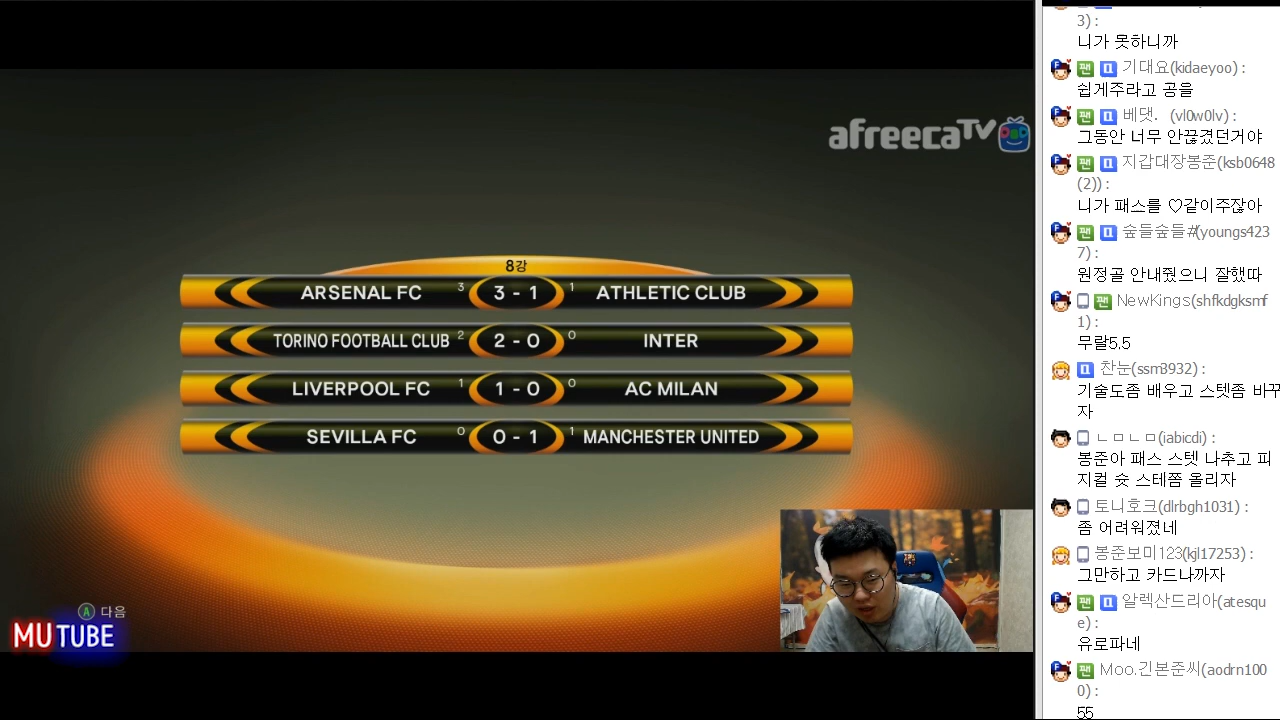 afreecaTV
8강
ARSENAL FC 3 3 - 1 1 ATHLETIC CLUB
TORINO FOOTBALL CLUB 2 2 - 0 0 INTER
LIVERPOOL FC 1 1 - 0 0 AC MILAN
SEVILLA FC 0 0 - 1 1 MANCHESTER UNITED
A 다음
MUTUBE
3) :
니가 못하니까
팬 기대요(kidaeyoo) :
쉽게주라고 공을
팬 베댓. (vl0w0lv) :
그동안 너무 안끊겼던거야
팬 지갑대장봉준(ksb0648
(2)) :
니가 패스를 ♡같이주잖아
팬 숲들숲들#(youngs423
7) :
원정골 안내줬으니 잘했따
팬 NewKings(shfkdgksmf
1) :
무랄5.5
찬눈(ssm3932) :
기술도좀 배우고 스텟좀 바꾸
자
ㄴㅁㄴㅁ(iabicdi) :
봉준아 패스 스텟 나추고 피
지컬 슛 스테쯤 올리자
토니호크(dlrbgh1031) :
좀 어려워졌네
봉준보미123(kjl17253) :
그만하고 카드나까자
팬 알렉산드리아(atesqu
e) :
유로파네
팬 Moo.긴본준씨(aodrn100
0) :
55